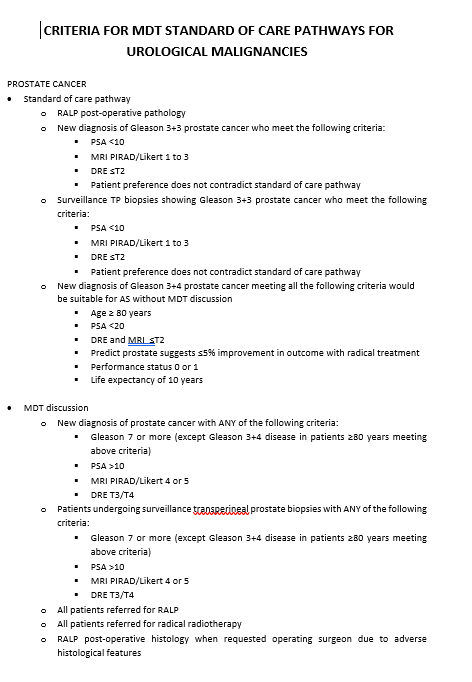 CRITERIA FOR MDT STANDARD OF CARE PATHWAYS FOR
UROLOGICAL MALIGNANCIES
PROSTATE CANCER
• Standard of care pathway
o RALP post-operative pathology
o New diagnosis of Gleason 3+3 prostate cancer who meet the following criteria:
▪ PSA <10
▪ MRI PIRAD/Likert 1 to 3
▪ DRE ≤T2
▪ Patient preference does not contradict standard of care pathway
o Surveillance TP biopsies showing Gleason 3+3 prostate cancer who meet the following
criteria:
▪ PSA <10
▪ MRI PIRAD/Likert 1 to 3
▪ DRE ≤T2
▪ Patient preference does not contradict standard of care pathway
o New diagnosis of Gleason 3+4 prostate cancer meeting all the following criteria would
be suitable for AS without MDT discussion
▪ Age ≥ 80 years
▪ PSA <20
▪ DRE and MRI ≤T2
▪ Predict prostate suggests ≤5% improvement in outcome with radical treatment
▪ Performance status 0 or 1
▪ Life expectancy of 10 years
• MDT discussion
o New diagnosis of prostate cancer with ANY of the following criteria:
▪ Gleason 7 or more (except Gleason 3+4 disease in patients ≥80 years meeting
above criteria)
▪ PSA >10
▪ MRI PIRAD/Likert 4 or 5
▪ DRE T3/T4
o Patients undergoing surveillance transperineal prostate biopsies with ANY of the following
criteria:
▪ Gleason 7 or more (except Gleason 3+4 disease in patients ≥80 years meeting
above criteria)
▪ PSA >10
▪ MRI PIRAD/Likert 4 or 5
▪ DRE T3/T4
o All patients referred for RALP
o All patients referred for radical radiotherapy
o RALP post-operative histology when requested operating surgeon due to adverse
histological features